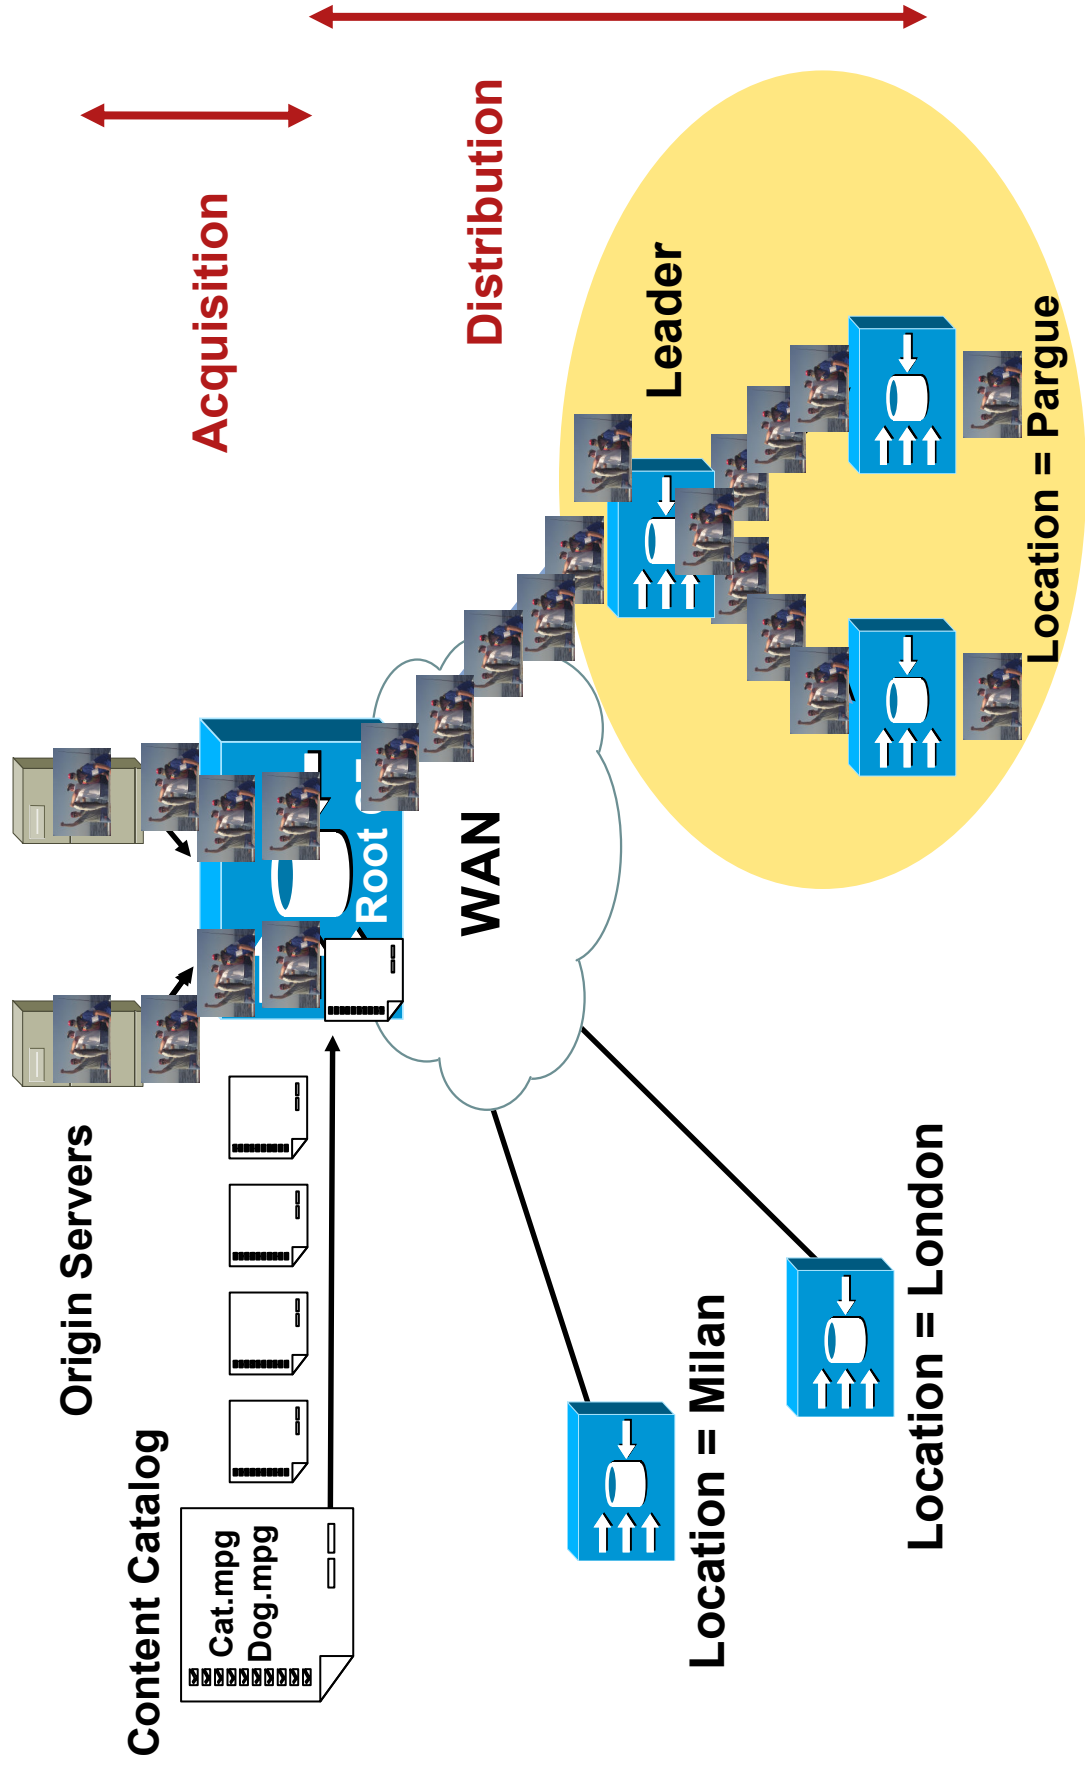 Acquisition
Distribution
Origin Servers
Content Catalog
Cat.mpg
Dog.mpg
Root
WAN
Leader
Location = Milan
Location = London
Location = Pargue